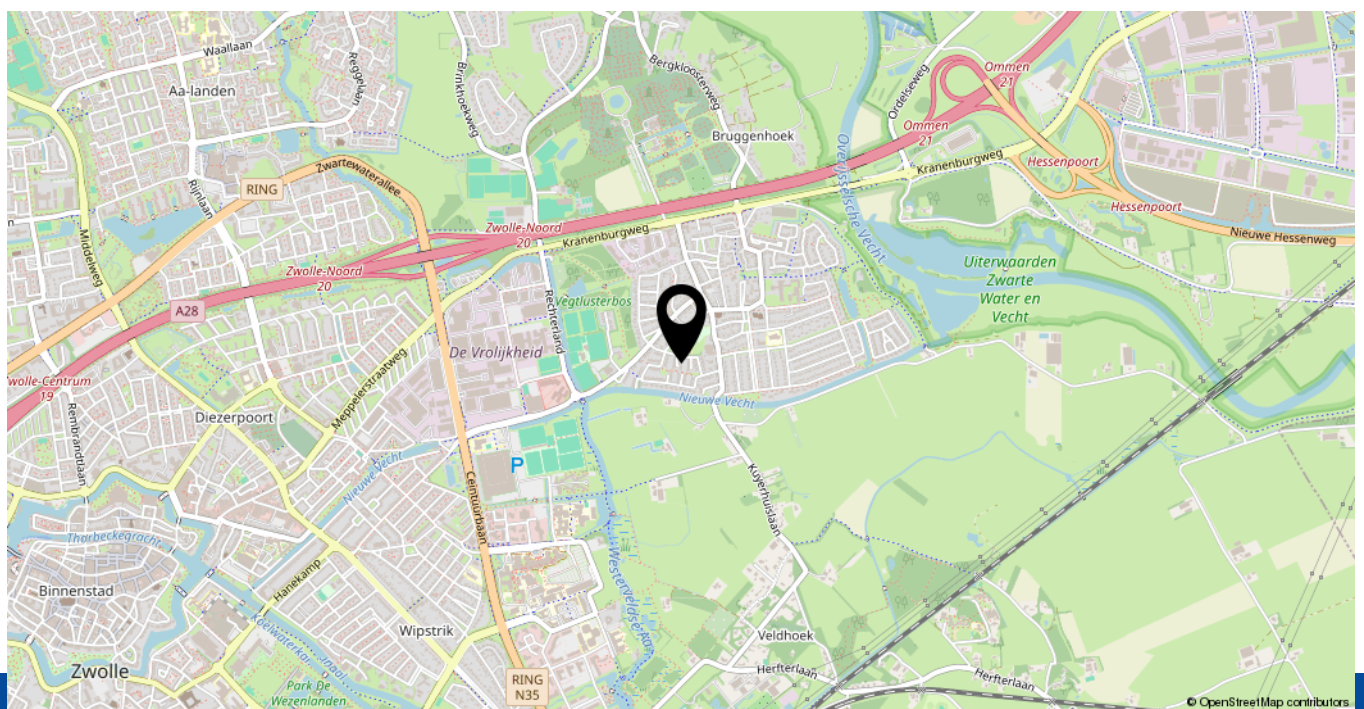 Waallaan
Reggelaan
Aa-landen
Brinkhoekweg
Bergkloosterweg
Bruggenhoek
Ordelseweg
Ommen
21
Ommen
21
Kranenburgweg
Hessenpoort
Hessenpoort
Nieuwe Hessenweg
Overijsselsche Vecht
RING
Zwartewaterallee
Rijnlaan
Middelweg
Zwolle-Noord
20
Kranenburgweg
Zwolle-Noord
20
A28
Uiterwaarden
Zwarte
Water en
Vecht
Vegtlusterbos
Rechterland
De Vrolijkheid
Meppelerstraatweg
Zwolle-Centrum
19
Rembrandtlaan
Diezerpoort
Nieuwe Vecht
Nieuwe Vecht
P
Ceintuurbaan
Kuyerhuislaan
Thorbeckegracht
Binnenstad
Hanekamp
Westerveldse Aa
Wipstrik
Veldhoek
Herfterlaan
Herfterlaan
Zwolle
RING
N35
Park De
Wezenlanden
© OpenStreetMap contributors